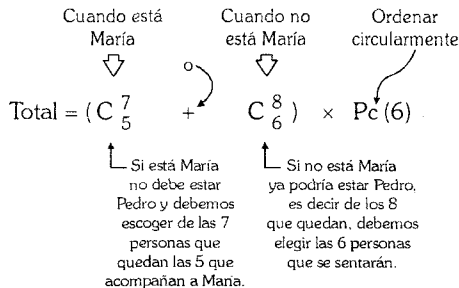 Cuando está
María
Cuando no
está María
Ordenar
circularmente
o
Total = ( C 7 5 + C 8 6 ) × Pc (6)
Si está María
no debe estar
Pedro y debemos
escoger de las 7
personas que
quedan las 5 que
acompañan a María.
Si no está María
ya podría estar Pedro,
es decir de los 8
que quedan, debemos
elegir las 6 personas
que se sentarán.